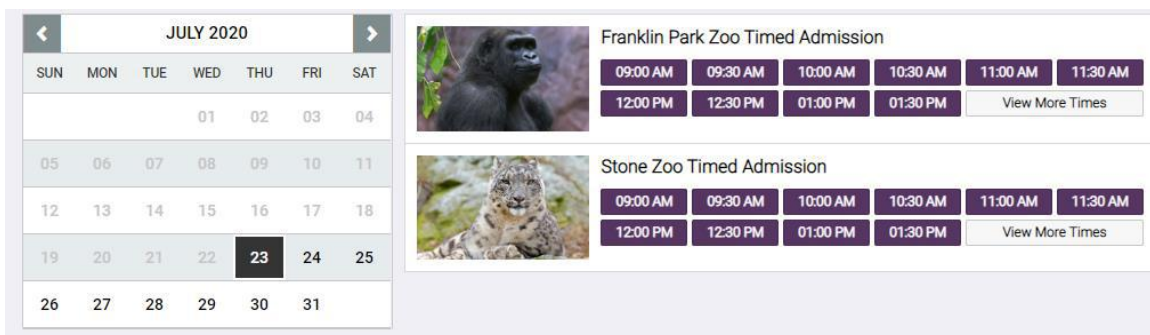 JULY 2020
SUN MON TUE WED THU FRI SAT
01 02 03 04
05 06 07 08 09 10 11
12 13 14 15 16 17 18
19 20 21 22 23 24 25
26 27 28 29 30 31
Franklin Park Zoo Timed Admission
09:00 AM 09:30 AM 10:00 AM 10:30 AM 11:00 AM 11:30 AM
12:00 PM 12:30 PM 01:00 PM 01:30 PM View More Times
Stone Zoo Timed Admission
09:00 AM 09:30 AM 10:00 AM 10:30 AM 11:00 AM 11:30 AM
12:00 PM 12:30 PM 01:00 PM 01:30 PM View More Times